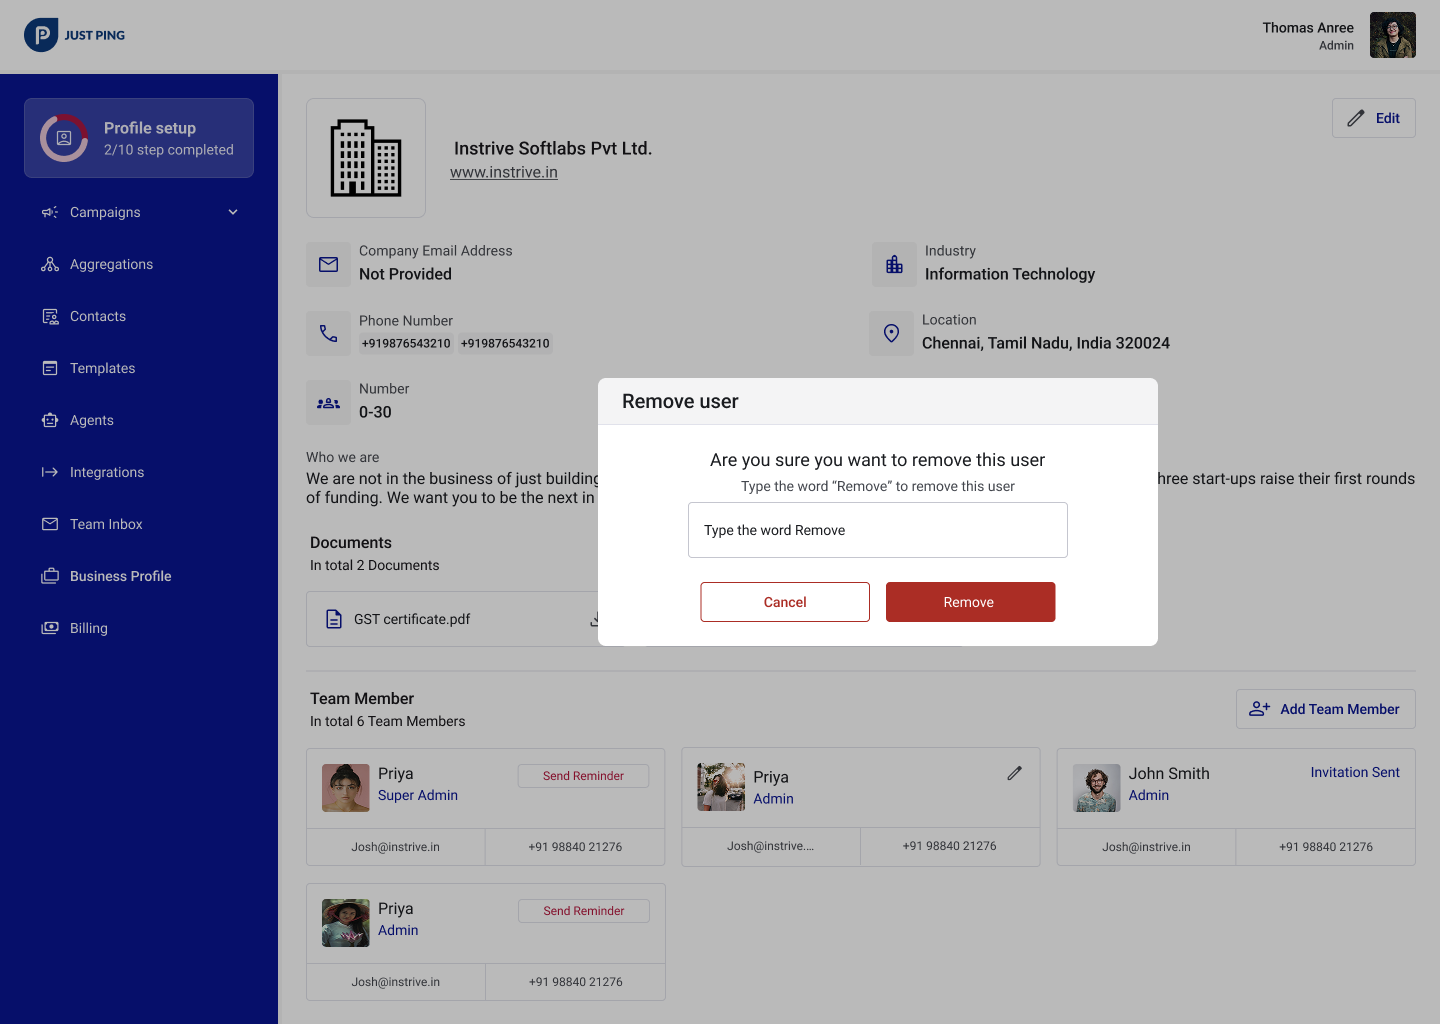 JUST PING
Thomas Anree
Admin
Profile setup
2/10 step completed
Campaigns
Aggregations
Contacts
Templates
Agents
Integrations
Team Inbox
Business Profile
Billing
Instrive Softlabs Pvt Ltd.
www.instrive.in
Edit
Company Email Address
Not Provided
Industry
Information Technology
Phone Number
+919876543210 +919876543210
Location
Chennai, Tamil Nadu, India 320024
Number
0-30
Who we are
We are not in the business of just building
hree start-ups raise their first rounds
of funding. We want you to be the next in
Remove user
Are you sure you want to remove this user
Type the word “Remove” to remove this user
Type the word Remove
Cancel
Remove
Documents
In total 2 Documents
GST certificate.pdf
Team Member
In total 6 Team Members
Add Team Member
Priya
Super Admin
Send Reminder
Josh@instrive.in
+91 98840 21276
Priya
Admin
Josh@instrive....
+91 98840 21276
John Smith
Admin
Invitation Sent
Josh@instrive.in
+91 98840 21276
Priya
Admin
Send Reminder
Josh@instrive.in
+91 98840 21276